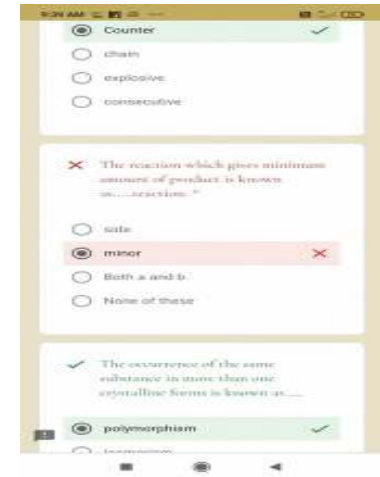 9:29 AM
Counter
chain
explosive
consecutive
The reaction which gives minimum
amount of product is known
as.....reaction. *
side
minor
Both a and b
None of these
The occurrence of the same
substance in more than one
crystalline forms is known as.....
polymorphism
isomorphism